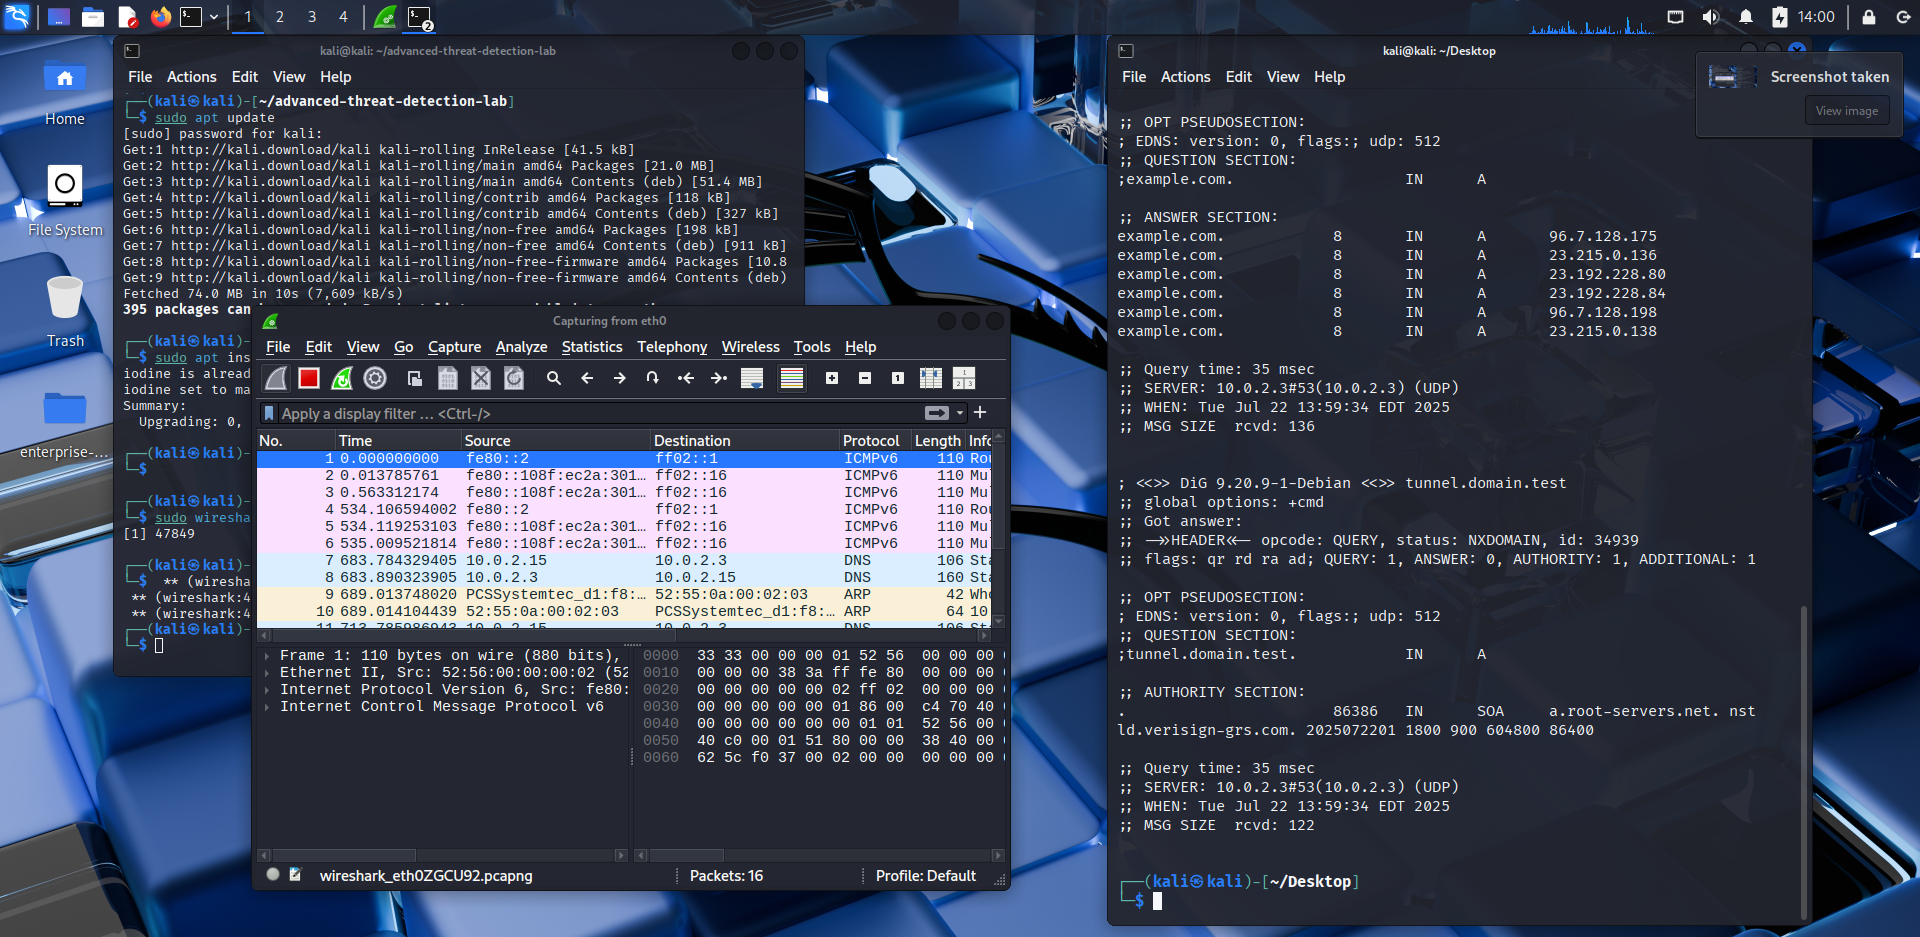 1 2 3 4
2
14:00
Home
File System
Trash
enterprise-...
kali@kali: ~/advanced-threat-detection-lab
File Actions Edit View Help
┌──(kali㉿kali)-[~/advanced-threat-detection-lab]
└─$ sudo apt update
[sudo] password for kali:
Get:1 http://kali.download/kali kali-rolling InRelease [41.5 kB]
Get:2 http://kali.download/kali kali-rolling/main amd64 Packages [21.0 MB]
Get:3 http://kali.download/kali kali-rolling/main amd64 Contents (deb) [51.4 MB]
Get:4 http://kali.download/kali kali-rolling/contrib amd64 Packages [118 kB]
Get:5 http://kali.download/kali kali-rolling/contrib amd64 Contents (deb) [327 kB]
Get:6 http://kali.download/kali kali-rolling/non-free amd64 Packages [198 kB]
Get:7 http://kali.download/kali kali-rolling/non-free amd64 Contents (deb) [911 kB]
Get:8 http://kali.download/kali kali-rolling/non-free-firmware amd64 Packages [10.8
Get:9 http://kali.download/kali kali-rolling/non-free-firmware amd64 Contents (deb)
Fetched 74.0 MB in 10s (7,609 kB/s)
395 packages can
┌──(kali㉿kali)-
└─$ sudo apt ins
iodine is alread
iodine set to ma
Summary:
Upgrading: 0,
┌──(kali㉿kali)-
└─$
┌──(kali㉿kali)-
└─$ sudo wiresha
[1] 47849
┌──(kali㉿kali)-
└─$ ** (wiresha
** (wireshark:4
** (wireshark:4
┌──(kali㉿kali)-
└─$
Capturing from eth0
File Edit View Go Capture Analyze Statistics Telephony Wireless Tools Help
Apply a display filter ... <Ctrl-/>
No. Time Source Destination Protocol Length Info
1 0.000000000 fe80::2 ff02::1 ICMPv6 110 Rou
2 0.013785761 fe80::108f:ec2a:301… ff02::16 ICMPv6 110 Mul
3 0.563312174 fe80::108f:ec2a:301… ff02::16 ICMPv6 110 Mul
4 534.106594002 fe80::2 ff02::1 ICMPv6 110 Rou
5 534.119253103 fe80::108f:ec2a:301… ff02::16 ICMPv6 110 Mul
6 535.009521814 fe80::108f:ec2a:301… ff02::16 ICMPv6 110 Mul
7 683.784329405 10.0.2.15 10.0.2.3 DNS 106 Sta
8 683.890323905 10.0.2.3 10.0.2.15 DNS 160 Sta
9 689.013748020 PCSSystemtec_d1:f8:… 52:55:0a:00:02:03 ARP 42 Who
10 689.014104439 52:55:0a:00:02:03 PCSSystemtec_d1:f8:… ARP 64 10
11 713.785986943 10.0.2.15 10.0.2.3 DNS 106 Sta
Frame 1: 110 bytes on wire (880 bits),
Ethernet II, Src: 52:56:00:00:00:02 (52
Internet Protocol Version 6, Src: fe80:
Internet Control Message Protocol v6
0000 33 33 00 00 00 01 52 56 00 00 00
0010 00 00 00 38 3a ff fe 80 00 00 00
0020 00 00 00 00 00 02 ff 02 00 00 00
0030 00 00 00 00 00 01 86 00 c4 70 40
0040 00 00 00 00 00 00 01 01 52 56 00
0050 40 c0 00 01 51 80 00 00 38 40 00
0060 62 5c f0 37 00 02 00 00 00 00 00
wireshark_eth0ZGCU92.pcapng Packets: 16 Profile: Default
kali@kali: ~/Desktop
File Actions Edit View Help
Screenshot taken
View image
;; OPT PSEUDOSECTION:
; EDNS: version: 0, flags:; udp: 512
;; QUESTION SECTION:
;example.com. IN A
;; ANSWER SECTION:
example.com. 8 IN A 96.7.128.175
example.com. 8 IN A 23.215.0.136
example.com. 8 IN A 23.192.228.80
example.com. 8 IN A 23.192.228.84
example.com. 8 IN A 96.7.128.198
example.com. 8 IN A 23.215.0.138
;; Query time: 35 msec
;; SERVER: 10.0.2.3#53(10.0.2.3) (UDP)
;; WHEN: Tue Jul 22 13:59:34 EDT 2025
;; MSG SIZE rcvd: 136
; <<>> DiG 9.20.9-1-Debian <<>> tunnel.domain.test
;; global options: +cmd
;; Got answer:
;; ->>HEADER<<- opcode: QUERY, status: NXDOMAIN, id: 34939
;; flags: qr rd ra ad; QUERY: 1, ANSWER: 0, AUTHORITY: 1, ADDITIONAL: 1
;; OPT PSEUDOSECTION:
; EDNS: version: 0, flags:; udp: 512
;; QUESTION SECTION:
;tunnel.domain.test. IN A
;; AUTHORITY SECTION:
. 86386 IN SOA a.root-servers.net. nst
ld.verisign-grs.com. 2025072201 1800 900 604800 86400
;; Query time: 35 msec
;; SERVER: 10.0.2.3#53(10.0.2.3) (UDP)
;; WHEN: Tue Jul 22 13:59:34 EDT 2025
;; MSG SIZE rcvd: 122
┌──(kali㉿kali)-[~/Desktop]
└─$